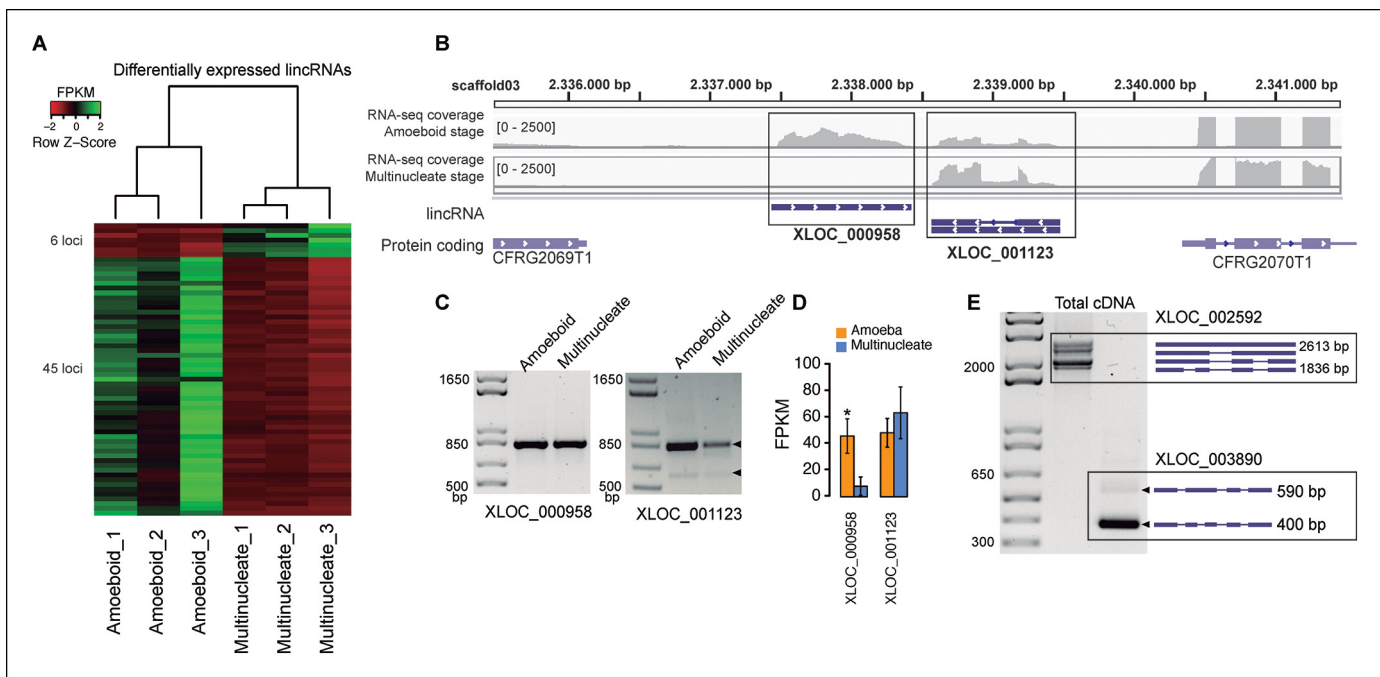 A
Differentially expressed lincRNAs
FPKM
−2 0 2
Row Z−Score
6 loci
45 loci
Amoeboid_1
Amoeboid_2
Amoeboid_3
Multinucleate_1
Multinucleate_2
Multinucleate_3
B
scaffold03 2.336.000 bp 2.337.000 bp 2.338.000 bp 2.339.000 bp 2.340.000 bp 2.341.000 bp
RNA-seq coverage
Amoeboid stage
[0 - 2500]
RNA-seq coverage
Multinucleate stage
[0 - 2500]
lincRNA
XLOC_000958
XLOC_001123
Protein coding
CFRG2069T1
CFRG2070T1
C
Amoeboid
Multinucleate
1650
850
500
bp
XLOC_000958
Amoeboid
Multinucleate
1650
850
500
bp
XLOC_001123
D
Amoeba
Multinucleate
FPKM
100
80
60
40
20
0
*
XLOC_000958
XLOC_001123
E
Total cDNA
2000
650
300
XLOC_002592
2613 bp
1836 bp
XLOC_003890
590 bp
400 bp